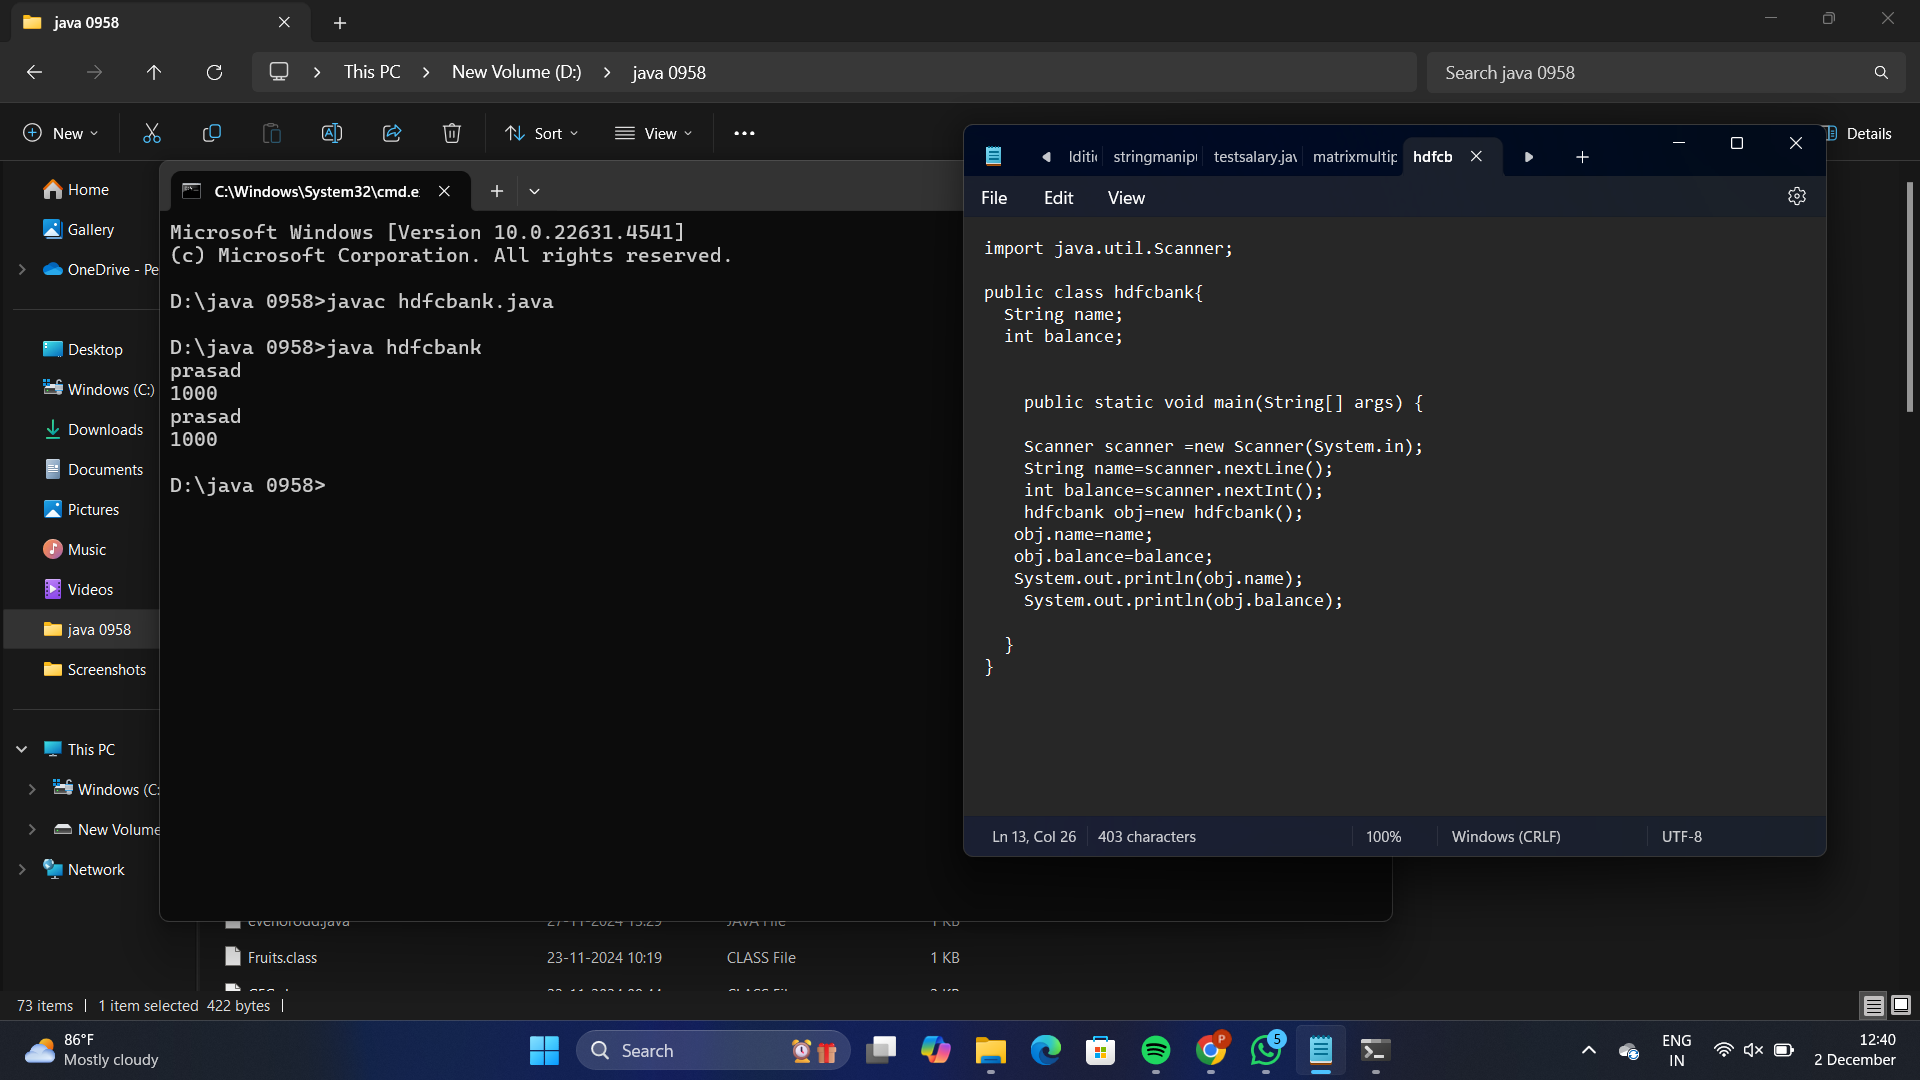 java 0958
This PC
New Volume (D:)
java 0958
Search java 0958
New
Sort
View
Details
Home
Gallery
OneDrive - Pe
Desktop
Windows (C:)
Downloads
Documents
Pictures
Music
Videos
java 0958
Screenshots
This PC
Windows (C:
New Volume
Network
C:\Windows\System32\cmd.e
Microsoft Windows [Version 10.0.22631.4541]
(c) Microsoft Corporation. All rights reserved.
D:\java 0958>javac hdfcbank.java
D:\java 0958>java hdfcbank
prasad
1000
prasad
1000
D:\java 0958>
lditi stringmanip testsalary.jav matrixmultip hdfcb
File Edit View
import java.util.Scanner;
public class hdfcbank{
String name;
int balance;
public static void main(String[] args) {
Scanner scanner =new Scanner(System.in);
String name=scanner.nextLine();
int balance=scanner.nextInt();
hdfcbank obj=new hdfcbank();
obj.name=name;
obj.balance=balance;
System.out.println(obj.name);
System.out.println(obj.balance);
}
}
Ln 13, Col 26 403 characters 100% Windows (CRLF) UTF-8
evenorodd.java 27-11-2024 13:29 JAVA File 1 KB
Fruits.class 23-11-2024 10:19 CLASS File 1 KB
73 items 1 item selected 422 bytes
86°F
Mostly cloudy
Search
P
5
ENG
IN
12:40
2 December